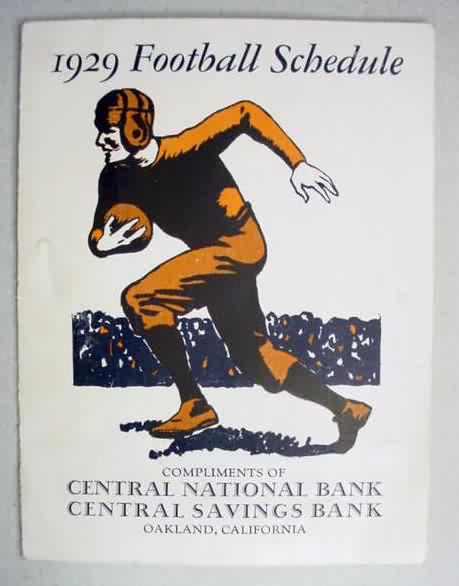 1929 Football Schedule
COMPLIMENTS OF
CENTRAL NATIONAL BANK
CENTRAL SAVINGS BANK
OAKLAND, CALIFORNIA